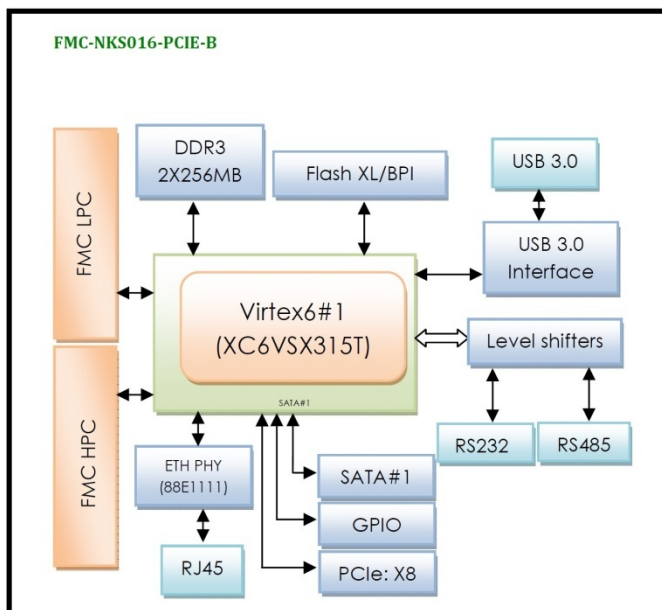 FMC-NKS016-PCIE-B
FMC LPC
DDR3
2X256MB
Flash XL/BPI
USB 3.0
USB 3.0
Interface
Virtex6#1
(XC6VSX315T)
SATA#1
Level shifters
RS232
RS485
FMC HPC
ETH PHY
(88E1111)
RJ45
SATA#1
GPIO
PCIe: X8